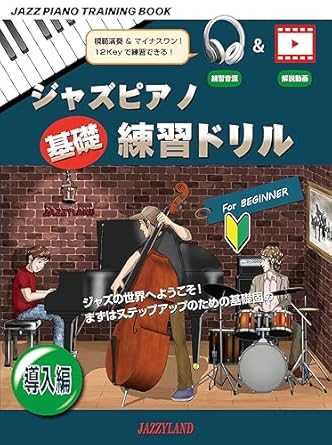 JAZZ PIANO TRAINING BOOK
模範演奏 & マイナスワン!
12Keyで練習できる!
&
練習音源
解説動画
ジャズピアノ
基礎 練習ドリル
For BEGINNER
JAZZYLAND
ジャズの世界へようこそ!
まずはステップアップのための基礎固め
導入編
JAZZYLAND